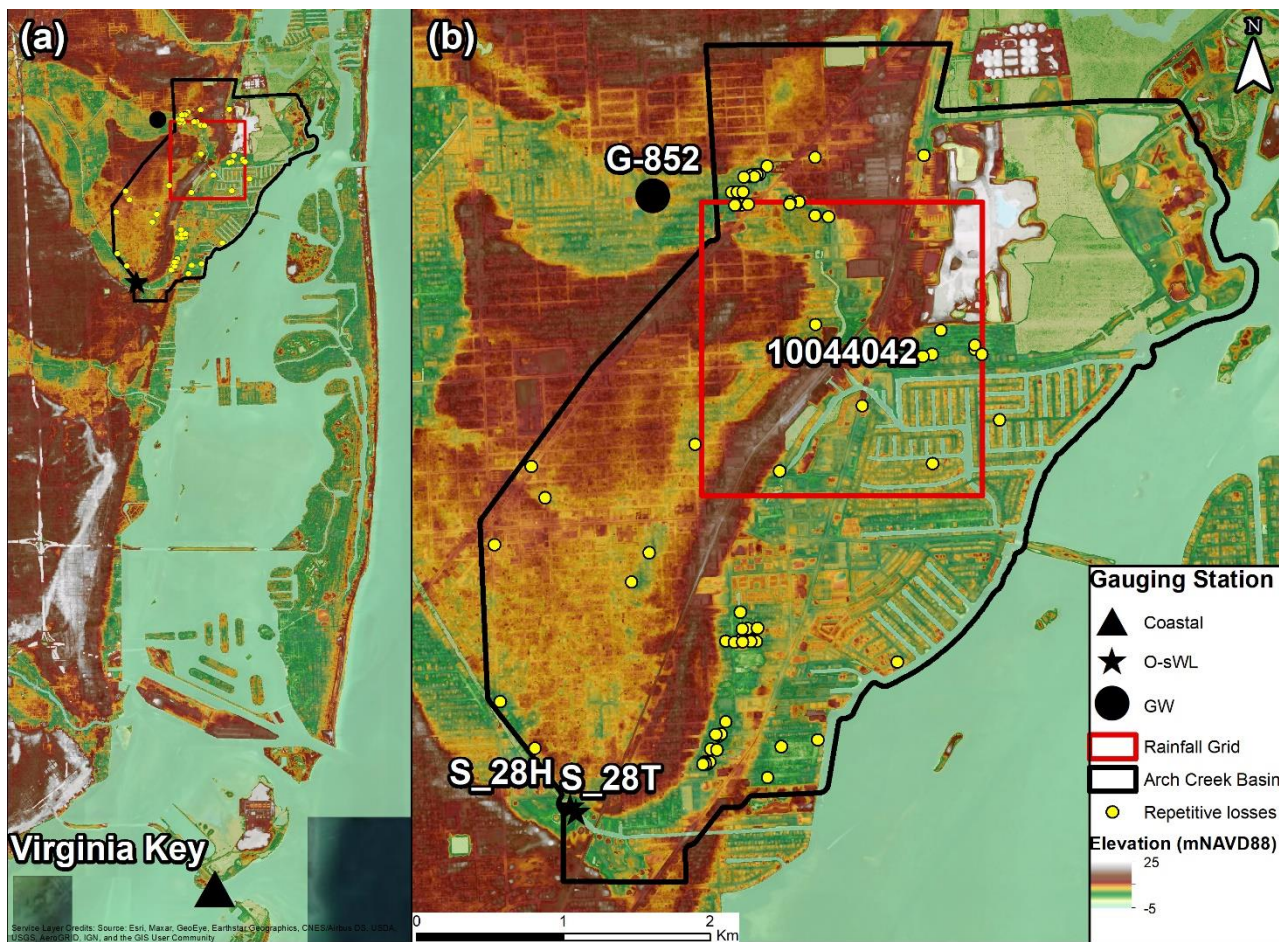 (a)
Virginia Key
Service Layer Credits: Source: Esri, Maxar, GeoEye, Earthstar Geographics, CNES/Airbus DS, USDA,
USGS, AeroGRID, IGN, and the GIS User Community
(b)
N
G-852
10044042
S_28H
S_28T
0
1
2
Km
Gauging Station
Coastal
O-sWL
GW
Rainfall Grid
Arch Creek Basin
Repetitive losses
Elevation (mNAVD88)
25
-5